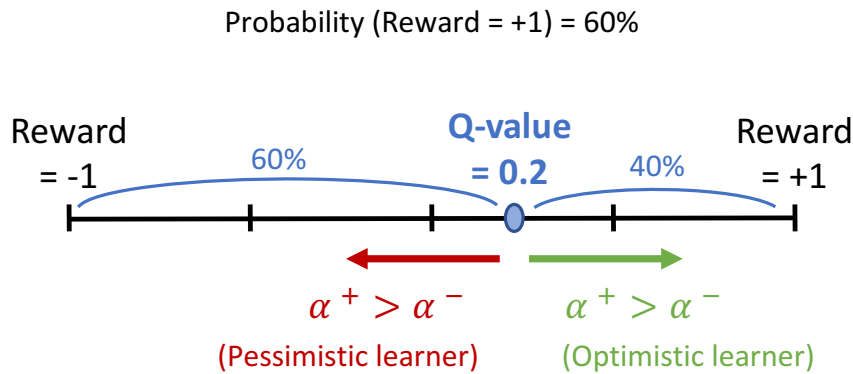 Probability (Reward = +1) = 60%
Reward
= -1
60%
Q-value
= 0.2
40%
Reward
= +1
α⁺ > α⁻
(Pessimistic learner)
α⁺ > α⁻
(Optimistic learner)